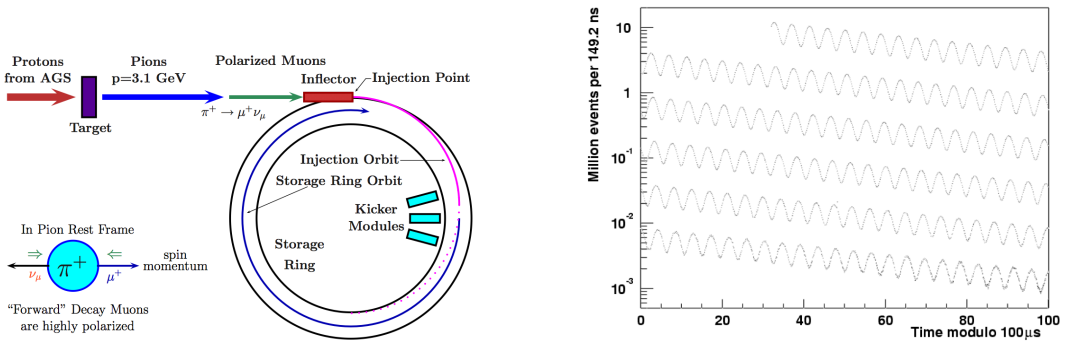 Protons
from AGS
Pions
p=3.1 GeV
Polarized Muons
Inflector
Injection Point
Target
π⁺ → μ⁺ ν_μ
Injection Orbit
Storage Ring Orbit
Kicker
Modules
Storage
Ring
In Pion Rest Frame
⇒ ⇐
π⁺
ν_μ
μ⁺
spin
momentum
“Forward” Decay Muons
are highly polarized
Million events per 149.2 ns
10
1
10⁻¹
10⁻²
10⁻³
0 20 40 60 80 100
Time modulo 100μs